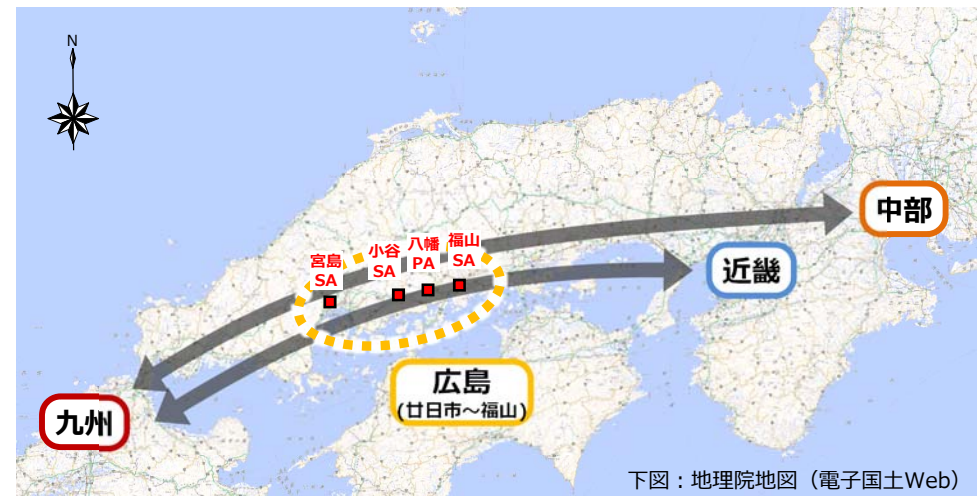 N
中部
福山
SA
八幡
PA
小谷
SA
宮島
SA
近畿
広島
(廿日市～福山)
九州
下図：地理院地図（電子国土Web）